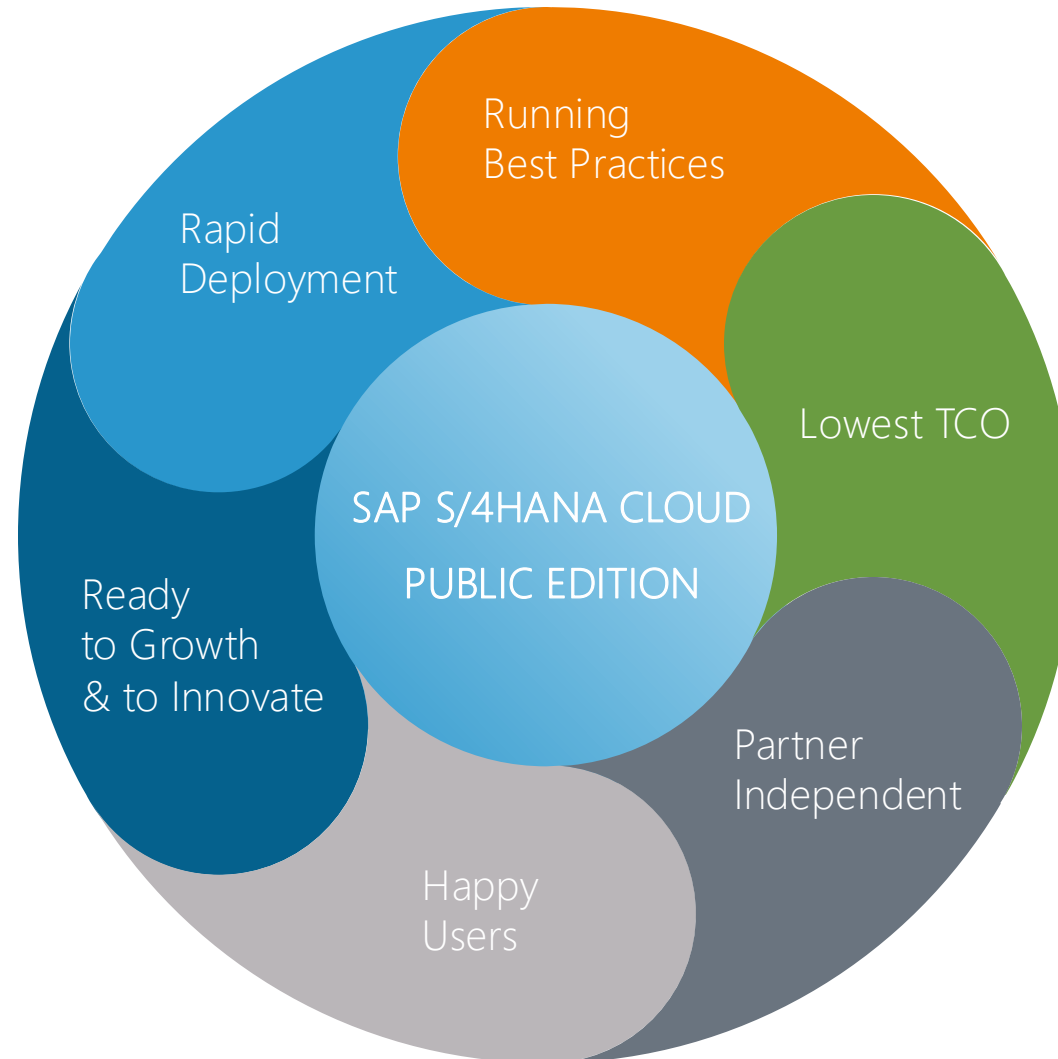 Running
Best Practices
Rapid
Deployment
Lowest TCO
SAP S/4HANA CLOUD
PUBLIC EDITION
Ready
to Growth
& to Innovate
Partner
Independent
Happy
Users